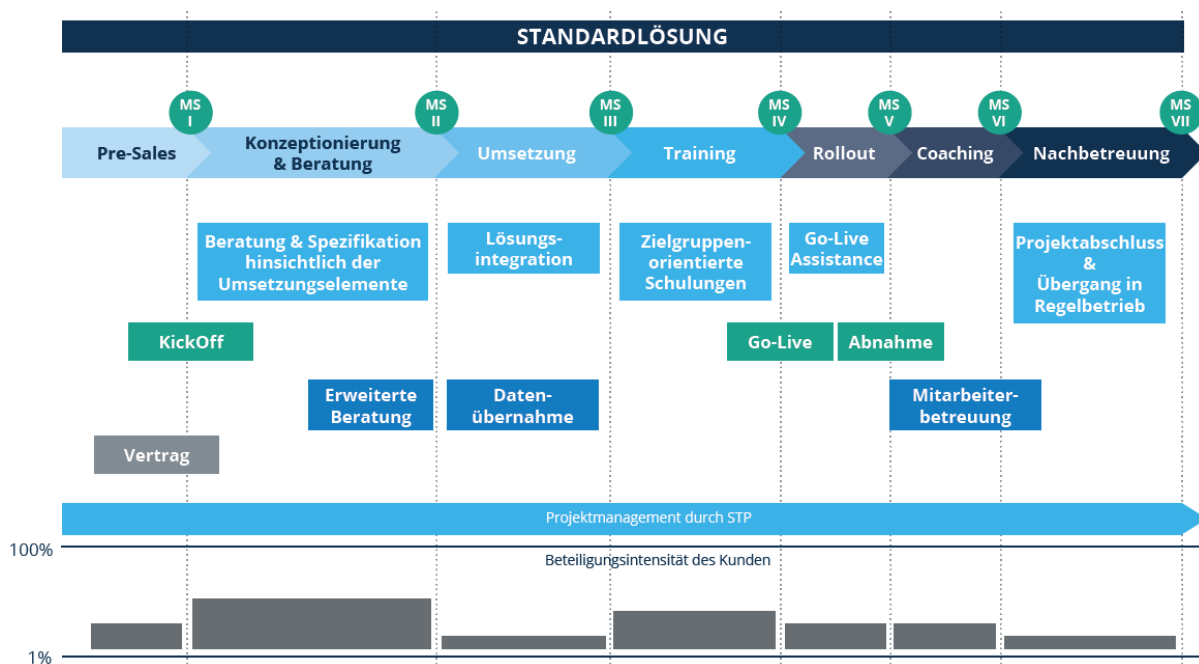 STANDARDLÖSUNG
MS
I
MS
II
MS
III
MS
IV
MS
V
MS
VI
MS
VII
Pre-Sales
Konzeptionierung
& Beratung
Umsetzung
Training
Rollout
Coaching
Nachbetreuung
Beratung & Spezifikation
hinsichtlich der
Umsetzungselemente
Lösungs-
integration
Zielgruppen-
orientierte
Schulungen
Go-Live
Assistance
Projektabschluss
&
Übergang in
Regelbetrieb
KickOff
Go-Live
Abnahme
Erweiterte
Beratung
Daten-
übernahme
Mitarbeiter-
betreuung
Vertrag
Projektmanagement durch STP
100%
Beteiligungsintensität des Kunden
1%